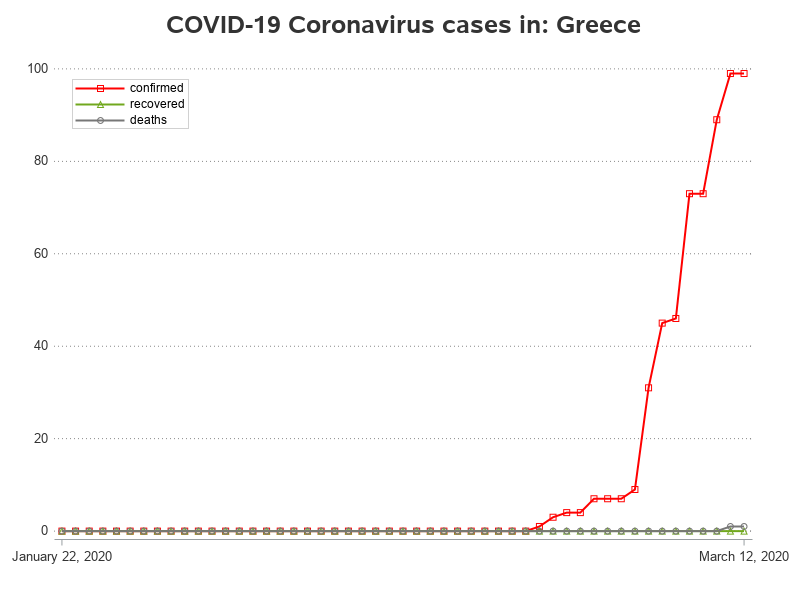 COVID-19 Coronavirus cases in: Greece
100
confirmed
recovered
deaths
80
60
40
20
0
January 22, 2020
March 12, 2020